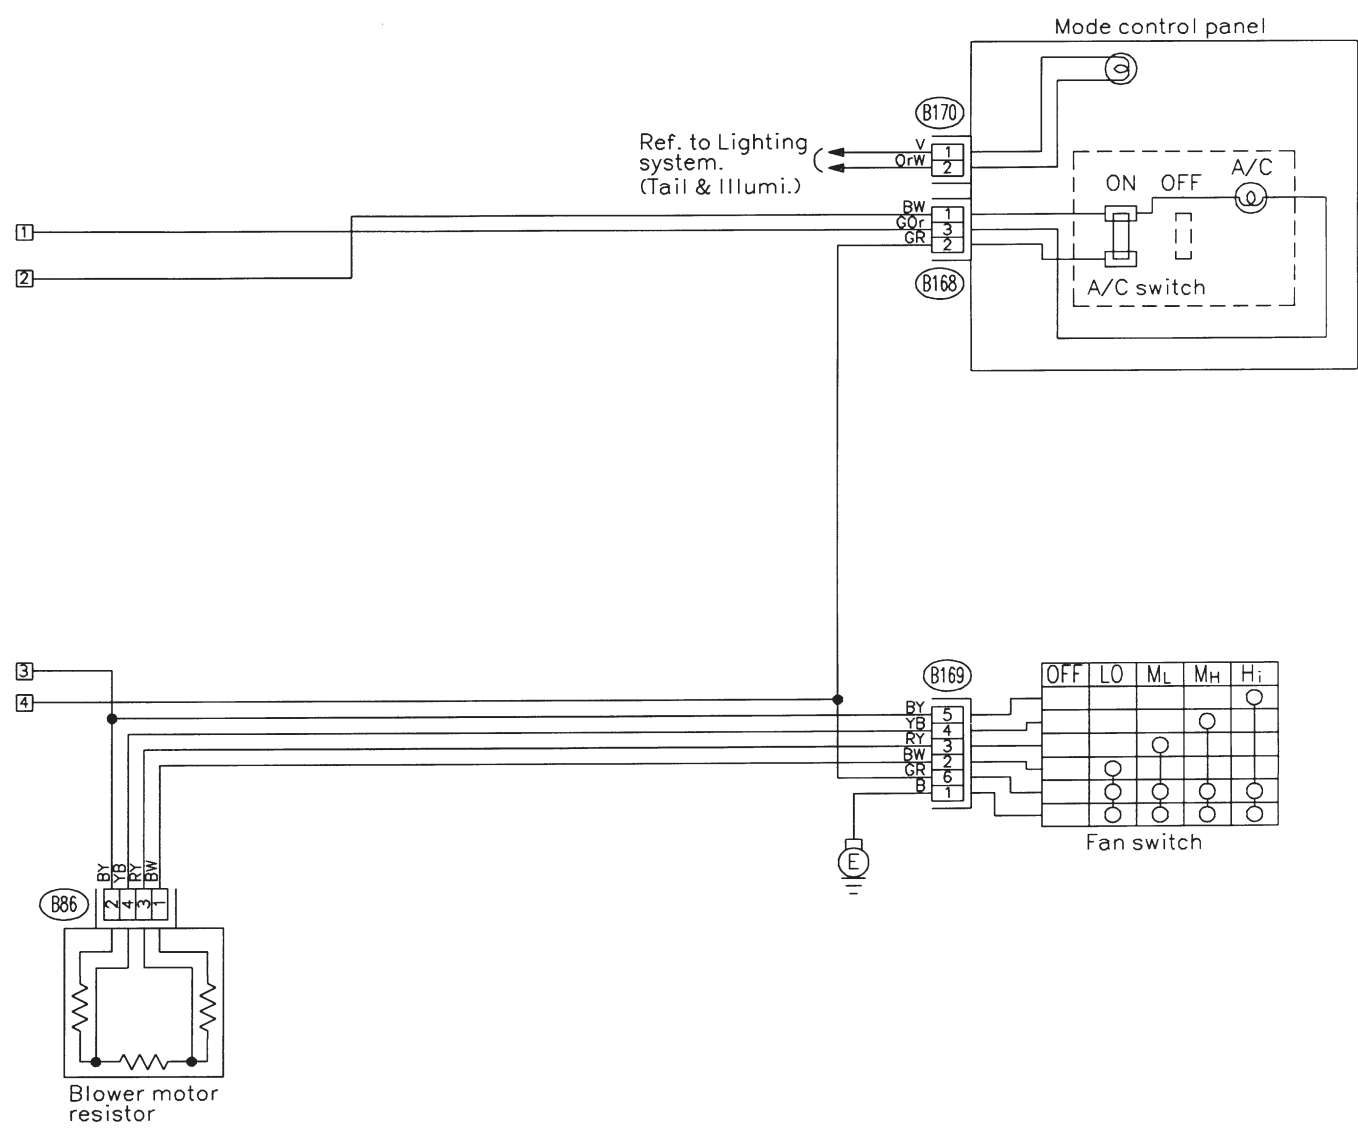 Mode control panel
B170
Ref. to Lighting
system.
(Tail & Illumi.)
V 1
OrW 2
A/C
ON OFF
BW 1
GOr 3
GR 2
1
2
B168
A/C switch
3
4
B169
OFF LO ML MH Hi
BY 5
YB 4
RY 3
BW 2
GR 6
B 1
Fan switch
E
BY YB RY BW
B86
2 4 3 1
Blower motor
resistor